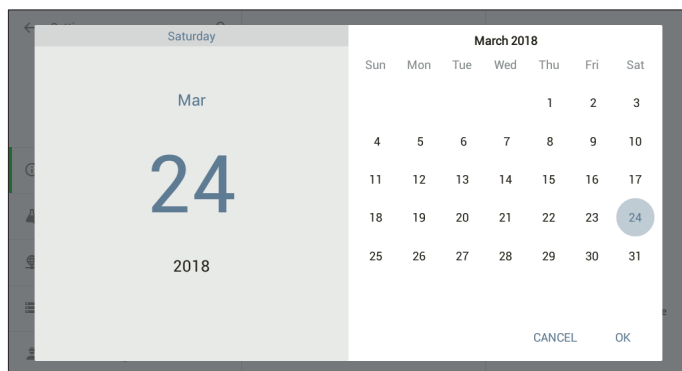 Saturday
Mar
24
2018
March 2018
Sun Mon Tue Wed Thu Fri Sat
1 2 3
4 5 6 7 8 9 10
11 12 13 14 15 16 17
18 19 20 21 22 23 24
25 26 27 28 29 30 31
CANCEL OK